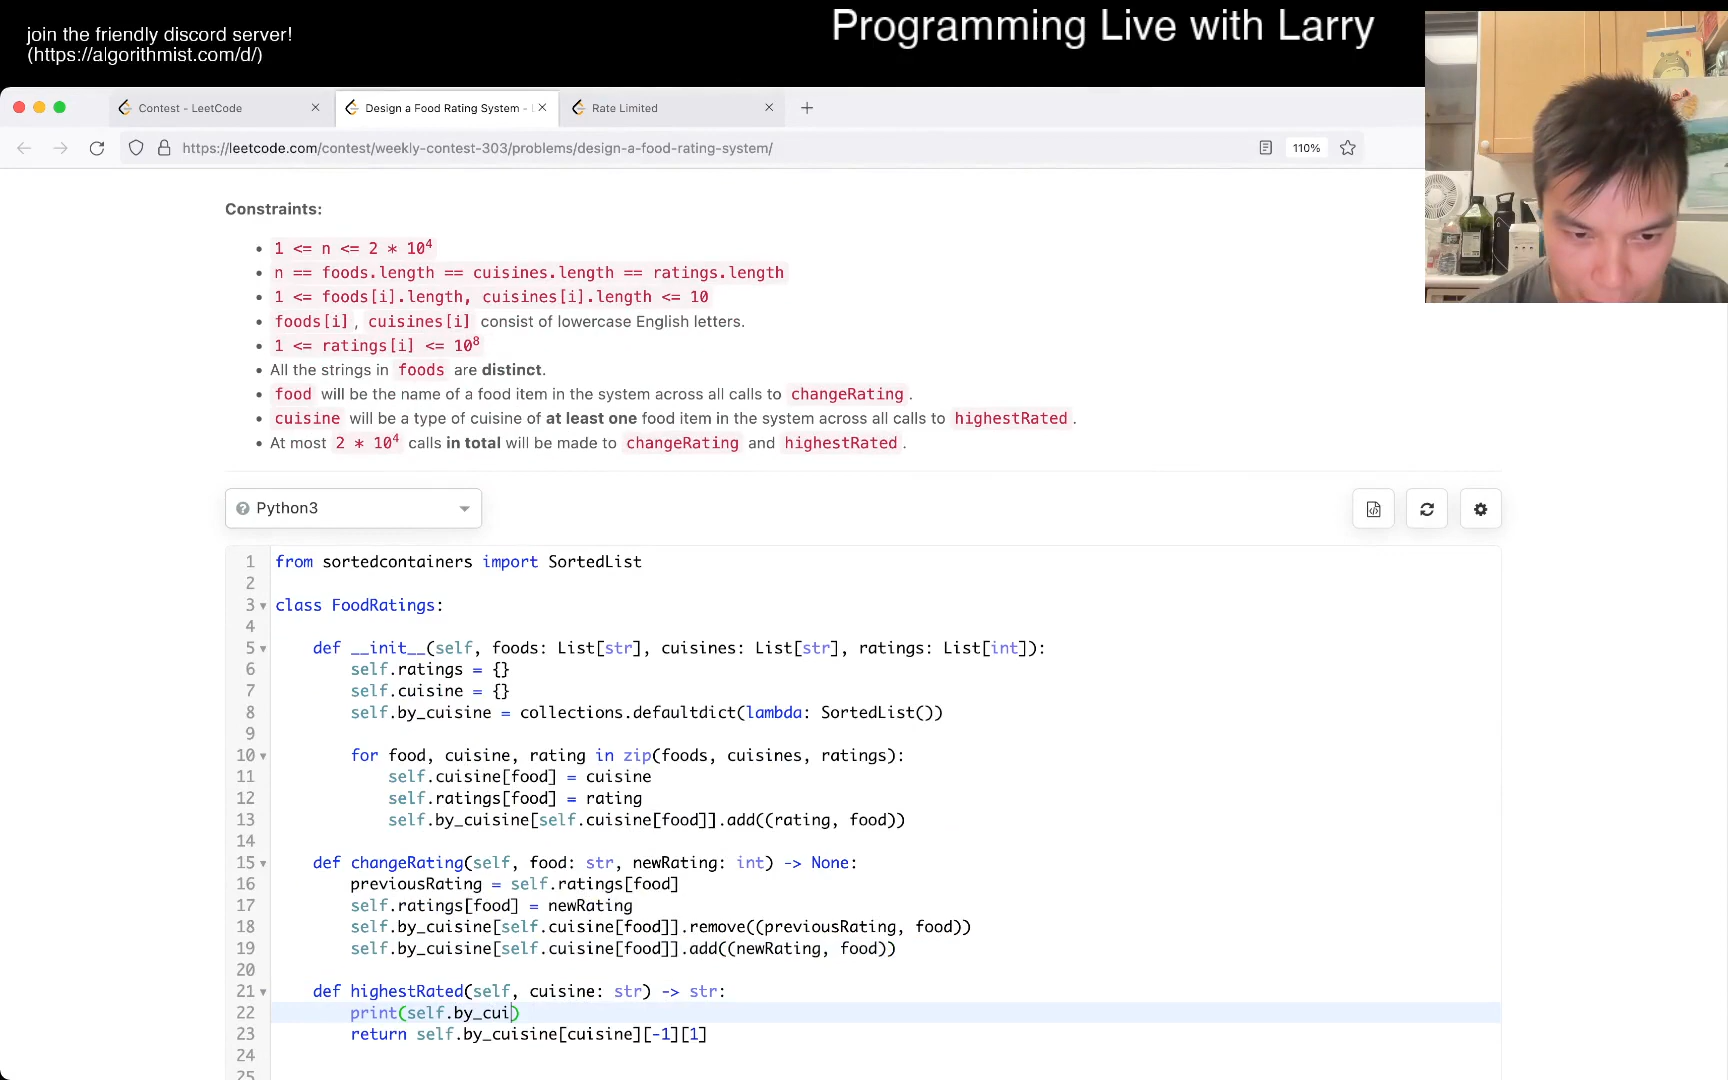 join the friendly discord server!
(https://algorithmist.com/d/)
Programming Live with Larry
Contest - LeetCode
Design a Food Rating System -
Rate Limited
https://leetcode.com/contest/weekly-contest-303/problems/design-a-food-rating-system/
110%
Constraints:
1 <= n <= 2 * 10⁴
n == foods.length == cuisines.length == ratings.length
1 <= foods[i].length, cuisines[i].length <= 10
foods[i], cuisines[i] consist of lowercase English letters.
1 <= ratings[i] <= 10⁸
All the strings in foods are distinct.
food will be the name of a food item in the system across all calls to changeRating.
cuisine will be a type of cuisine of at least one food item in the system across all calls to highestRated.
At most 2 * 10⁴ calls in total will be made to changeRating and highestRated.
Python3
1 from sortedcontainers import SortedList
2
3 class FoodRatings:
4
5     def __init__(self, foods: List[str], cuisines: List[str], ratings: List[int]):
6         self.ratings = {}
7         self.cuisine = {}
8         self.by_cuisine = collections.defaultdict(lambda: SortedList())
9
10         for food, cuisine, rating in zip(foods, cuisines, ratings):
11             self.cuisine[food] = cuisine
12             self.ratings[food] = rating
13             self.by_cuisine[self.cuisine[food]].add((rating, food))
14
15     def changeRating(self, food: str, newRating: int) -> None:
16         previousRating = self.ratings[food]
17         self.ratings[food] = newRating
18         self.by_cuisine[self.cuisine[food]].remove((previousRating, food))
19         self.by_cuisine[self.cuisine[food]].add((newRating, food))
20
21     def highestRated(self, cuisine: str) -> str:
22         print(self.by_cui)
23         return self.by_cuisine[cuisine][-1][1]
24
25